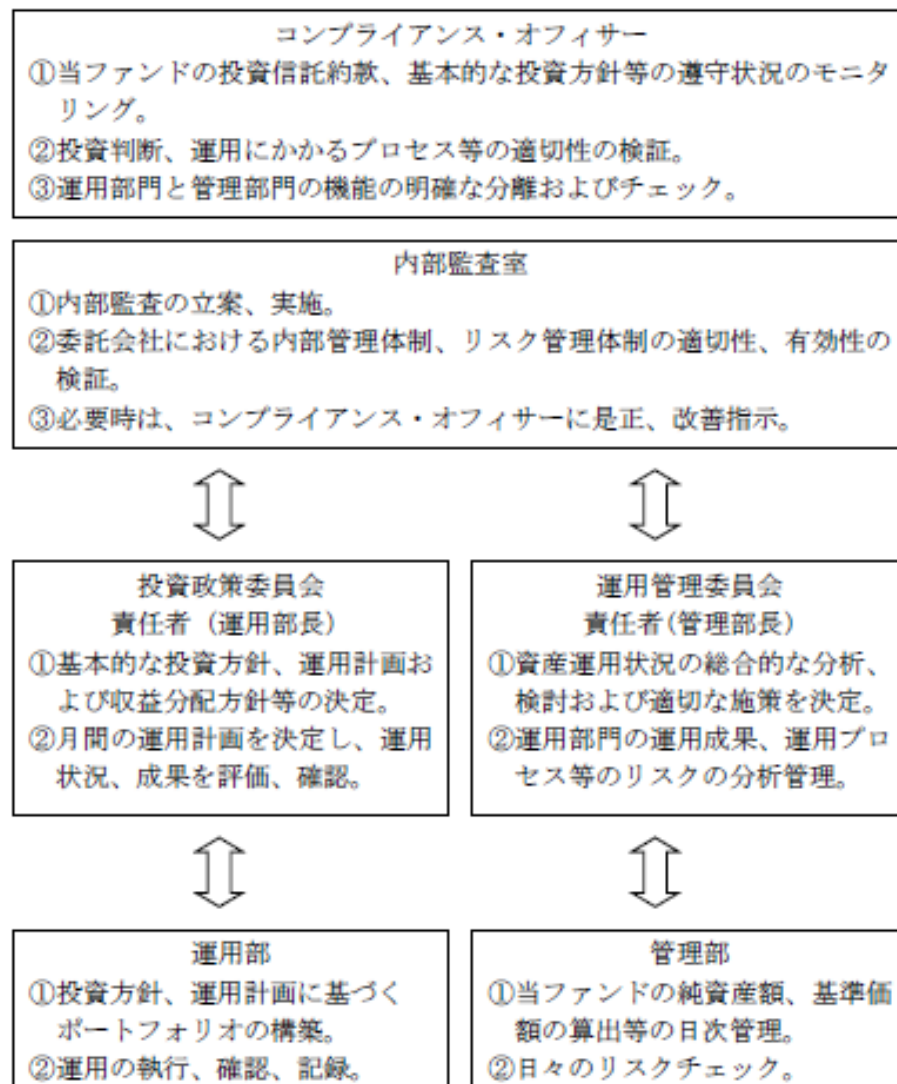 コンプライアンス・オフィサー
①当ファンドの投資信託約款、基本的な投資方針等の遵守状況のモニタ
リング。
②投資判断、運用にかかるプロセス等の適切性の検証。
③運用部門と管理部門の機能の明確な分離およびチェック。
内部監査室
①内部監査の立案、実施。
②委託会社における内部管理体制、リスク管理体制の適切性、有効性の
検証。
③必要時は、コンプライアンス・オフィサーに是正、改善指示。
投資政策委員会
責任者（運用部長）
①基本的な投資方針、運用計画お
よび収益分配方針等の決定。
②月間の運用計画を決定し、運用
状況、成果を評価、確認。
運用管理委員会
責任者(管理部長)
①資産運用状況の総合的な分析、
検討および適切な施策を決定。
②運用部門の運用成果、運用プロ
セス等のリスクの分析管理。
運用部
①投資方針、運用計画に基づく
ポートフォリオの構築。
②運用の執行、確認、記録。
管理部
①当ファンドの純資産額、基準価
額の算出等の日次管理。
②日々のリスクチェック。